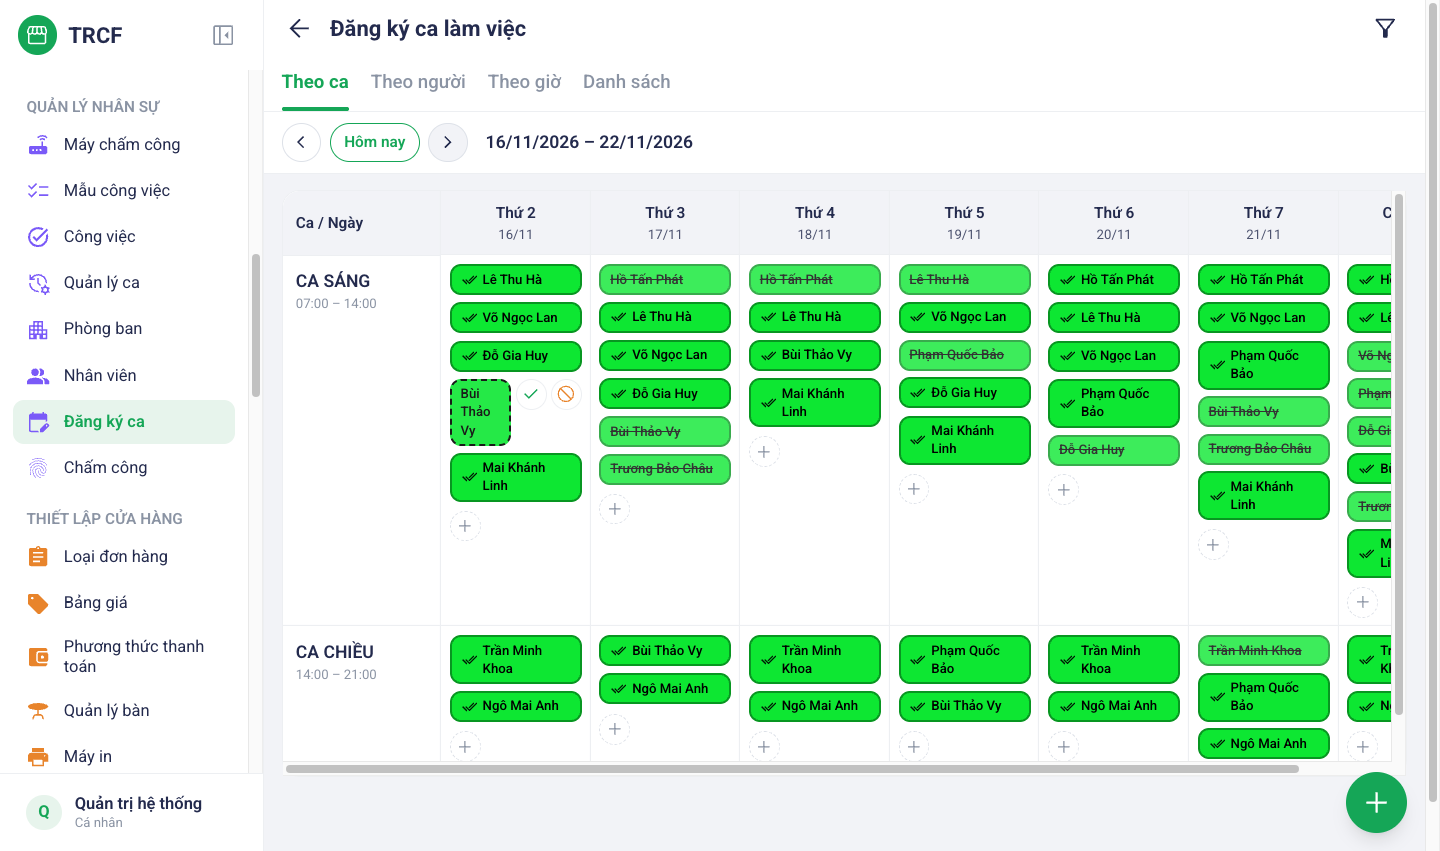 TRCF
QUẢN LÝ NHÂN SỰ
Máy chấm công
Mẫu công việc
Công việc
Quản lý ca
Phòng ban
Nhân viên
Đăng ký ca
Chấm công
THIẾT LẬP CỬA HÀNG
Loại đơn hàng
Bảng giá
Phương thức thanh
toán
Quản lý bàn
Máy in
Q
Quản trị hệ thống
Cá nhân
Đăng ký ca làm việc
Theo ca
Theo người
Theo giờ
Danh sách
Hôm nay
16/11/2026 – 22/11/2026
Ca / Ngày
Thứ 2
16/11
Thứ 3
17/11
Thứ 4
18/11
Thứ 5
19/11
Thứ 6
20/11
Thứ 7
21/11
CA SÁNG
07:00 – 14:00
Lê Thu Hà
Võ Ngọc Lan
Đỗ Gia Huy
Bùi
Thảo
Vy
Mai Khánh
Linh
Hồ Tấn Phát
Lê Thu Hà
Võ Ngọc Lan
Đỗ Gia Huy
Bùi Thảo Vy
Trương Bảo Châu
Hồ Tấn Phát
Lê Thu Hà
Bùi Thảo Vy
Mai Khánh
Linh
Lê Thu Hà
Võ Ngọc Lan
Phạm Quốc Bảo
Đỗ Gia Huy
Mai Khánh
Linh
Hồ Tấn Phát
Lê Thu Hà
Võ Ngọc Lan
Phạm Quốc
Bảo
Đỗ Gia Huy
Hồ Tấn Phát
Võ Ngọc Lan
Phạm Quốc
Bảo
Bùi Thảo Vy
Trương Bảo Châu
Mai Khánh
Linh
CA CHIỀU
14:00 – 21:00
Trần Minh
Khoa
Ngô Mai Anh
Bùi Thảo Vy
Ngô Mai Anh
Trần Minh
Khoa
Ngô Mai Anh
Phạm Quốc
Bảo
Bùi Thảo Vy
Trần Minh
Khoa
Ngô Mai Anh
Trần Minh Khoa
Phạm Quốc
Bảo
Ngô Mai Anh